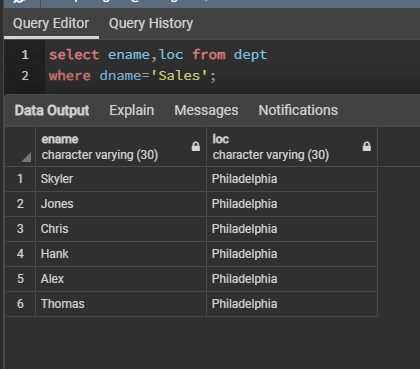 Query Editor Query History
1 select ename,loc from dept
2 where dname='Sales';
Data Output Explain Messages Notifications
ename loc
character varying (30) character varying (30)
1 Skyler Philadelphia
2 Jones Philadelphia
3 Chris Philadelphia
4 Hank Philadelphia
5 Alex Philadelphia
6 Thomas Philadelphia